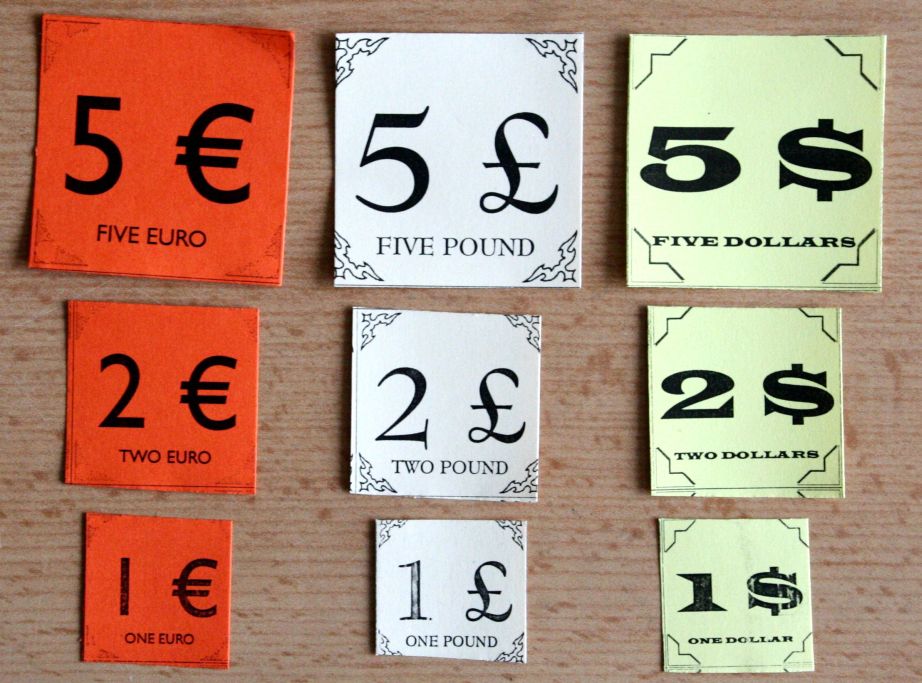 5 €
FIVE EURO
5 £
FIVE POUND
5 $
FIVE DOLLARS
2 €
TWO EURO
2 £
TWO POUND
2 $
TWO DOLLARS
1 €
ONE EURO
1 £
ONE POUND
1 $
ONE DOLLAR